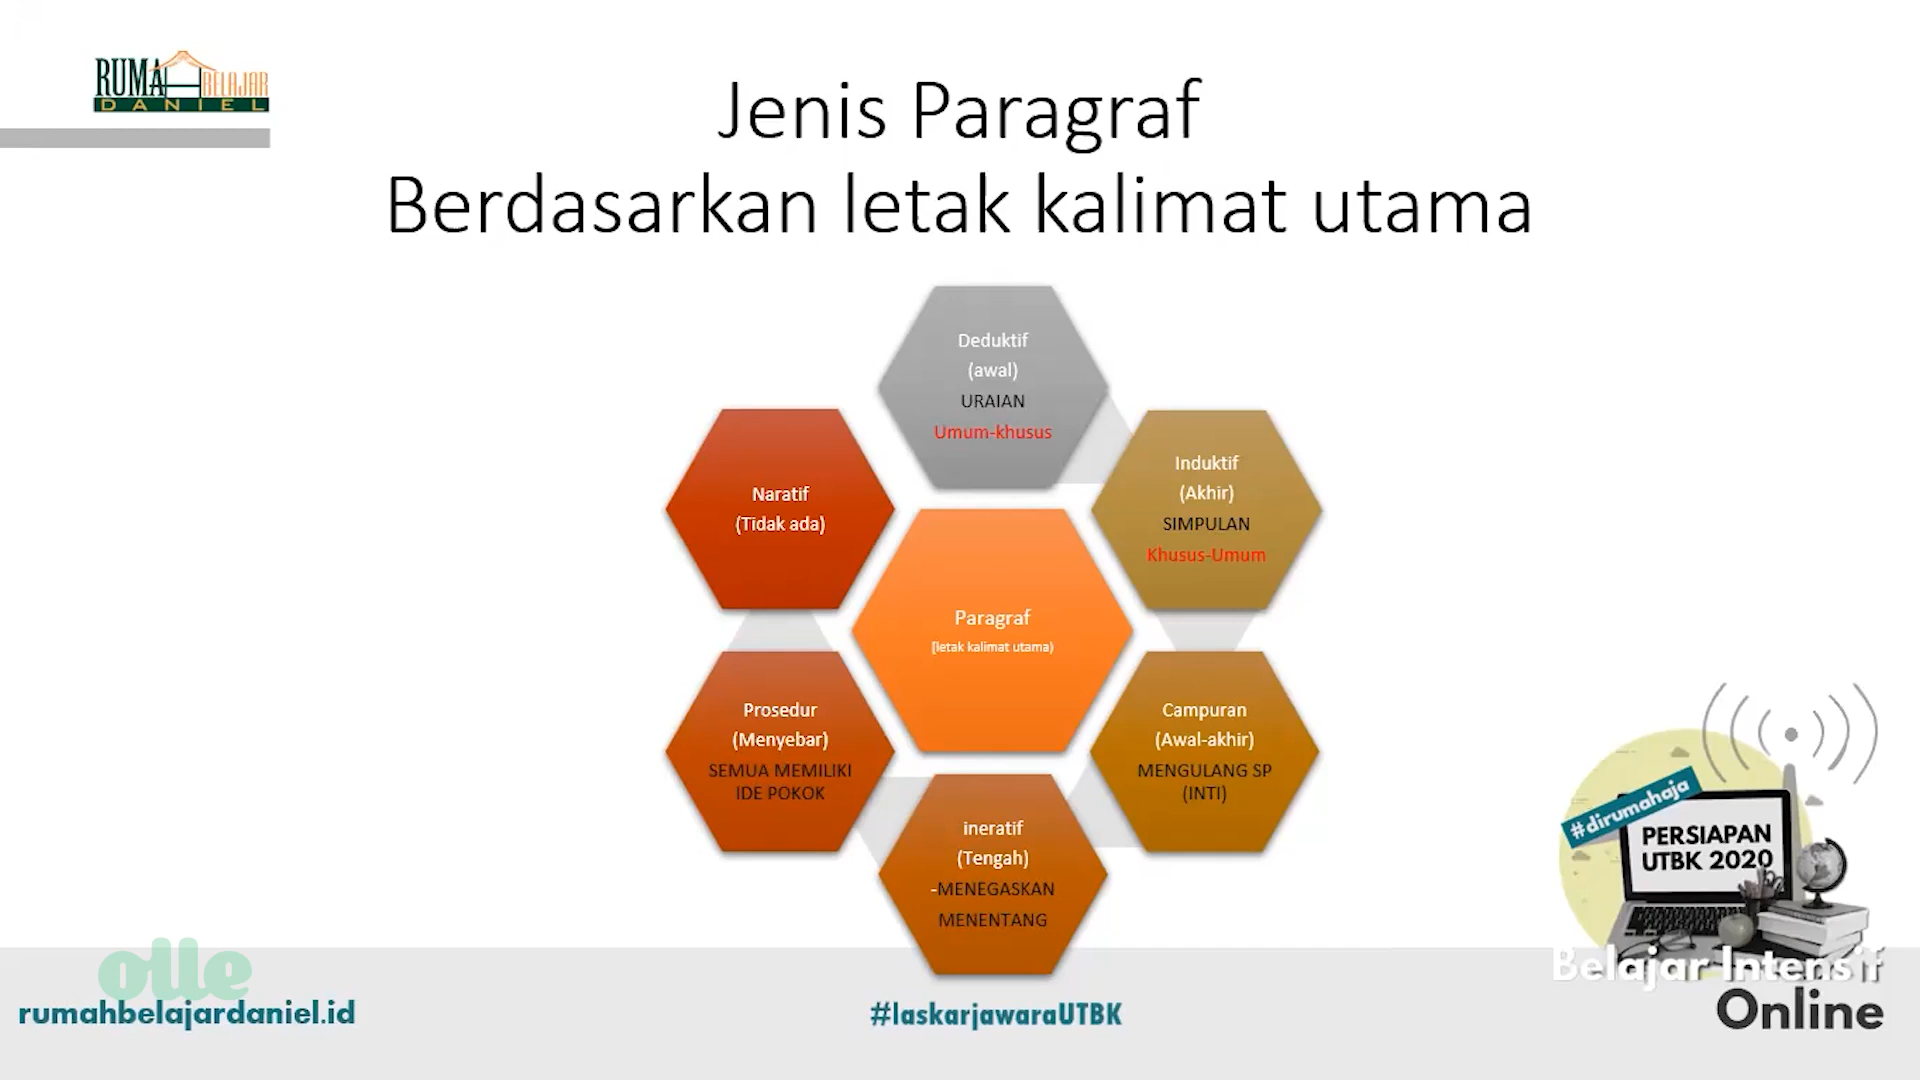 RUMAH BELAJAR
DANIEL
Jenis Paragraf
Berdasarkan letak kalimat utama
Deduktif
(awal)
URAIAN
Umum-khusus
Induktif
(Akhir)
SIMPULAN
Khusus-Umum
Campuran
(Awal-akhir)
MENGULANG SP
(INTI)
ineratif
(Tengah)
-MENEGASKAN
MENENTANG
Prosedur
(Menyebar)
SEMUA MEMILIKI
IDE POKOK
Naratif
(Tidak ada)
Paragraf
[letak kalimat utama)
#dirumahaja
PERSIAPAN
UTBK 2020
Belajar Intensif
Online
olle
rumahbelajardaniel.id
#laskarjawaraUTBK